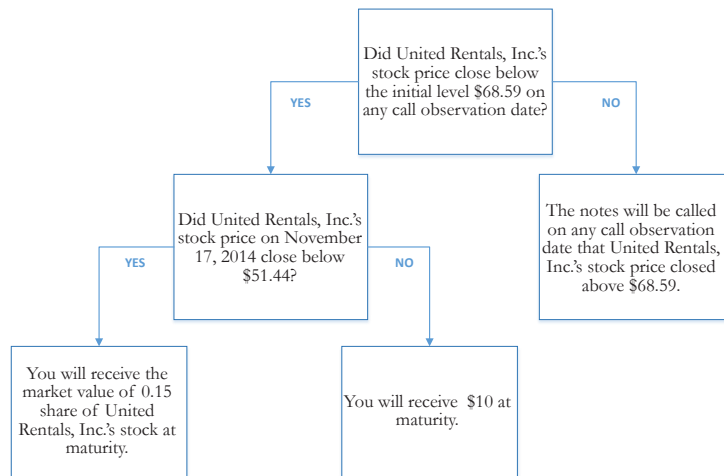 Did United Rentals, Inc.'s
stock price close below
the initial level $68.59 on
any call observation date?
YES
NO
Did United Rentals, Inc.'s
stock price on November
17, 2014 close below
$51.44?
The notes will be called
on any call observation
date that United Rentals,
Inc.'s stock price closed
above $68.59.
YES
NO
You will receive the
market value of 0.15
share of United
Rentals, Inc.'s stock at
maturity.
You will receive $10 at
maturity.